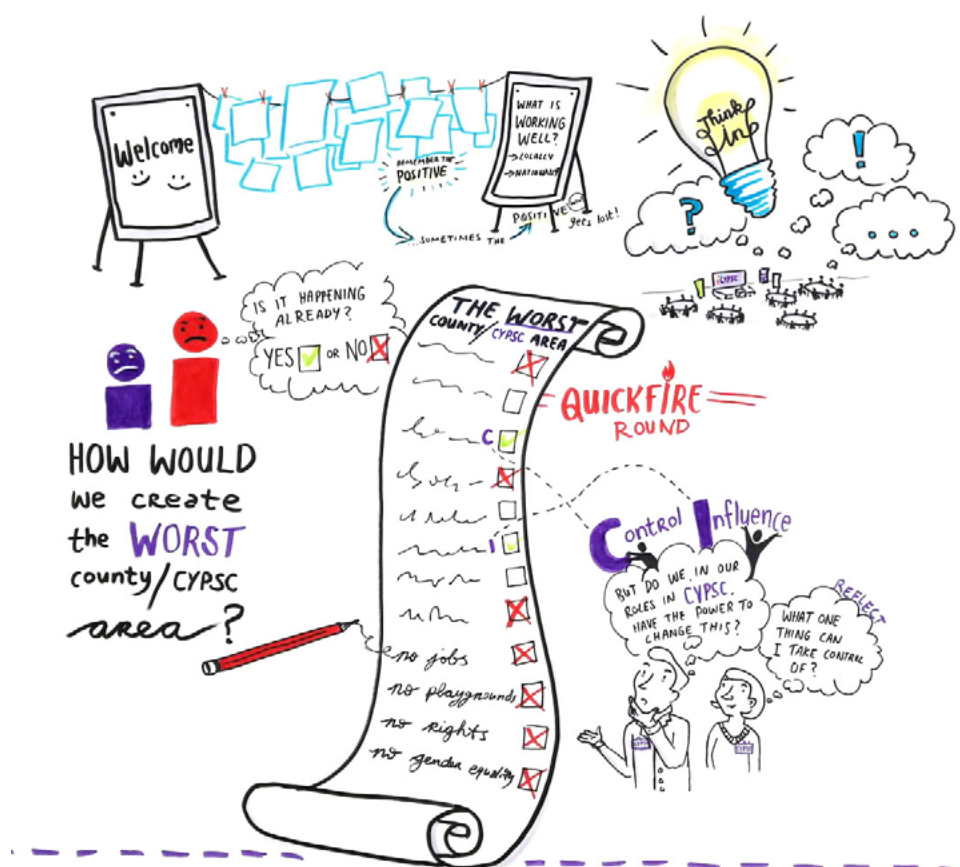 Welcome
REMEMBER THE
POSITIVE
...SOMETIMES THE
POSITIVE
gets lost!
WHAT IS
WORKING
WELL?
→LOCALLY
→NATIONALLY
Think
in
?
!
...
CYPSC
IS IT HAPPENING
ALREADY?
YES OR NO
HOW WOULD
we create
the WORST
county/CYPSC
area?
THE WORST
COUNTY/CYPSC AREA
C
I
no jobs
no playgrounds
no rights
no gender equality
QUICKFIRE
ROUND
Control Influence
BUT DO WE IN OUR
ROLES IN CYPSC
HAVE THE POWER TO
CHANGE THIS?
REFLECT
WHAT ONE
THING CAN
I TAKE CONTROL
OF?
CYPSC
CYPSC